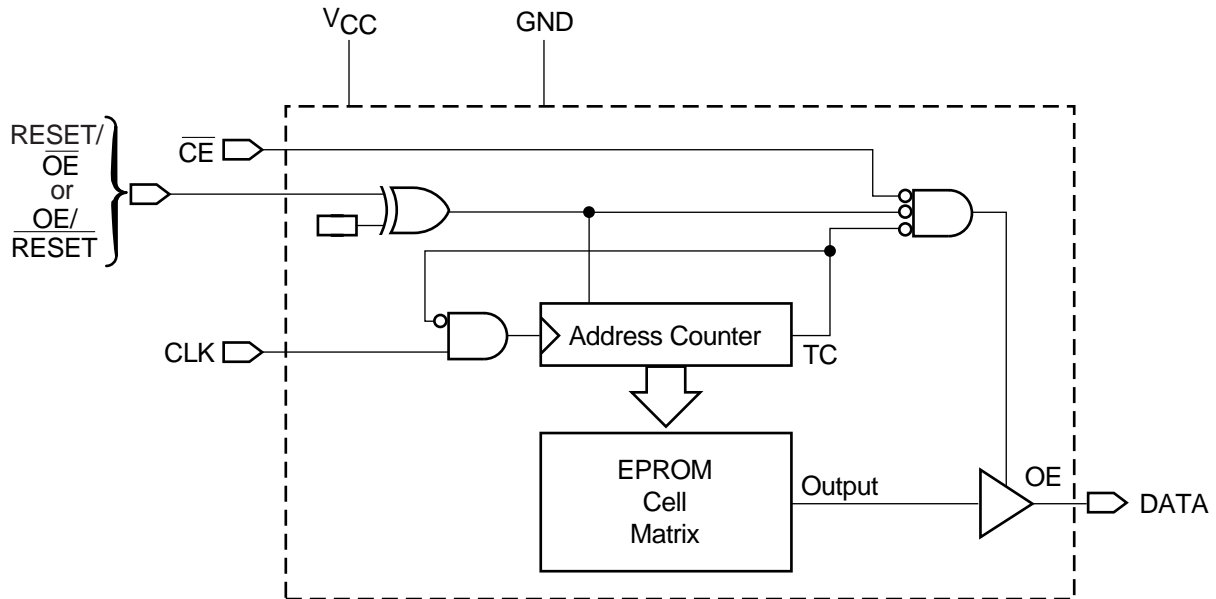 VCC
GND
RESET/
OE
or
OE/
RESET
CE
CLK
Address Counter
TC
EPROM
Cell
Matrix
Output
OE
DATA